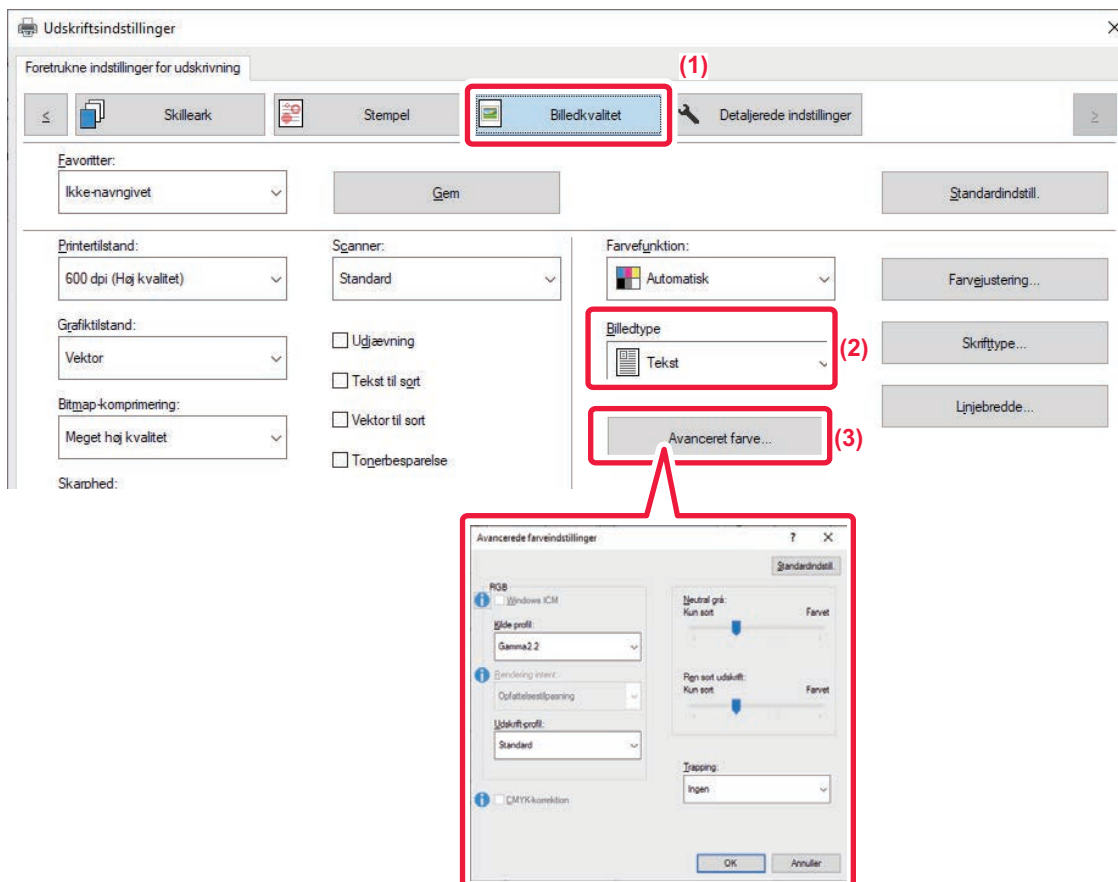 Udskriftsindstillinger
Foretrukne indstillinger for udskrivning
(1)
< Skilleark Stempel Billedkvalitet Detaljerede indstillinger >
Favoritter:
Ikke-navngivet Gem Standardindstill.
Printertilstand: Scanner: Farvefunktion:
600 dpi (Høj kvalitet) Standard Automatisk Farvejustering...
Grafiktilstand: Udjævning Billedtype
Vektor Tekst (2) Skrifttype...
Tekst til sort
Bitmap-komprimering: Vektor til sort Linjebredde...
Meget høj kvalitet Avanceret farve... (3)
Tonerbesparelse
Skarphed:
Avancerede farveindstillinger ?
Standardindstill.
RGB
Windows ICM
Kilde profil:
Gamma2.2
Rendering intent:
Opfattelsestilpasning
Udskrift-profil:
Standard
CMYK-korrektion
Neutral grå:
Kun sort Farvet
Ren sort udskrift:
Kun sort Farvet
Trapping:
Ingen
OK Annuller